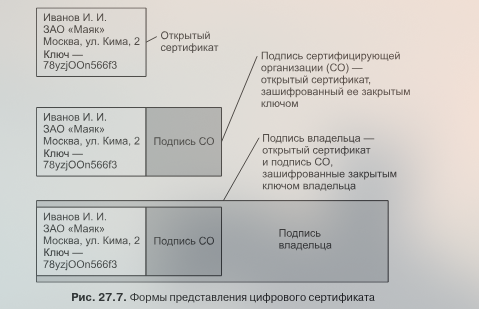 Иванов И. И.
ЗАО «Маяк»
Москва, ул. Кима, 2
Ключ —
78yzjOOn566f3
Открытый
сертификат
Подпись сертифицирующей
организации (СО) —
открытый сертификат,
зашифрованный ее закрытым
ключом
Иванов И. И.
ЗАО «Маяк»
Москва, ул. Кима, 2
Ключ —
78yzjOOn566f3
Подпись СО
Подпись владельца —
открытый сертификат
и подпись СО,
зашифрованные закрытым
ключом владельца
Иванов И. И.
ЗАО «Маяк»
Москва, ул. Кима, 2
Ключ —
78yzjOOn566f3
Подпись СО
Подпись
владельца
Рис. 27.7. Формы представления цифрового сертификата